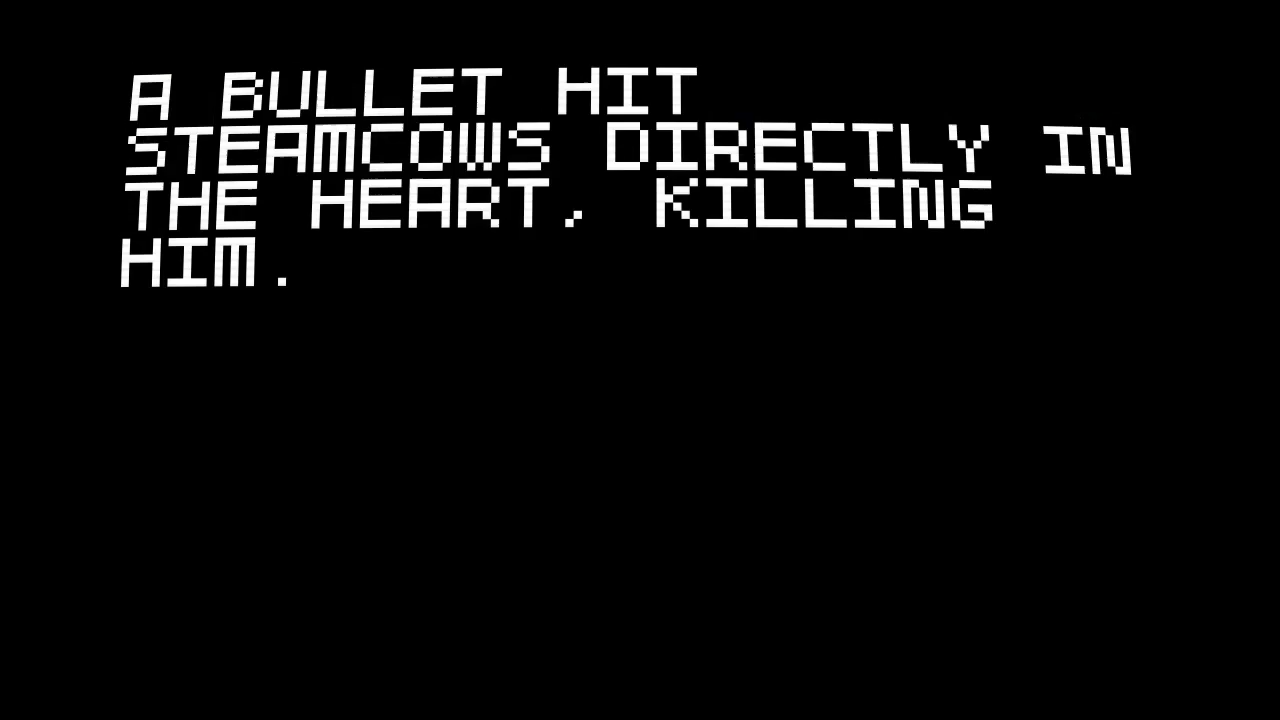 A BULLET HIT
STEAMCOWS DIRECTLY IN
THE HEART, KILLING
HIM.